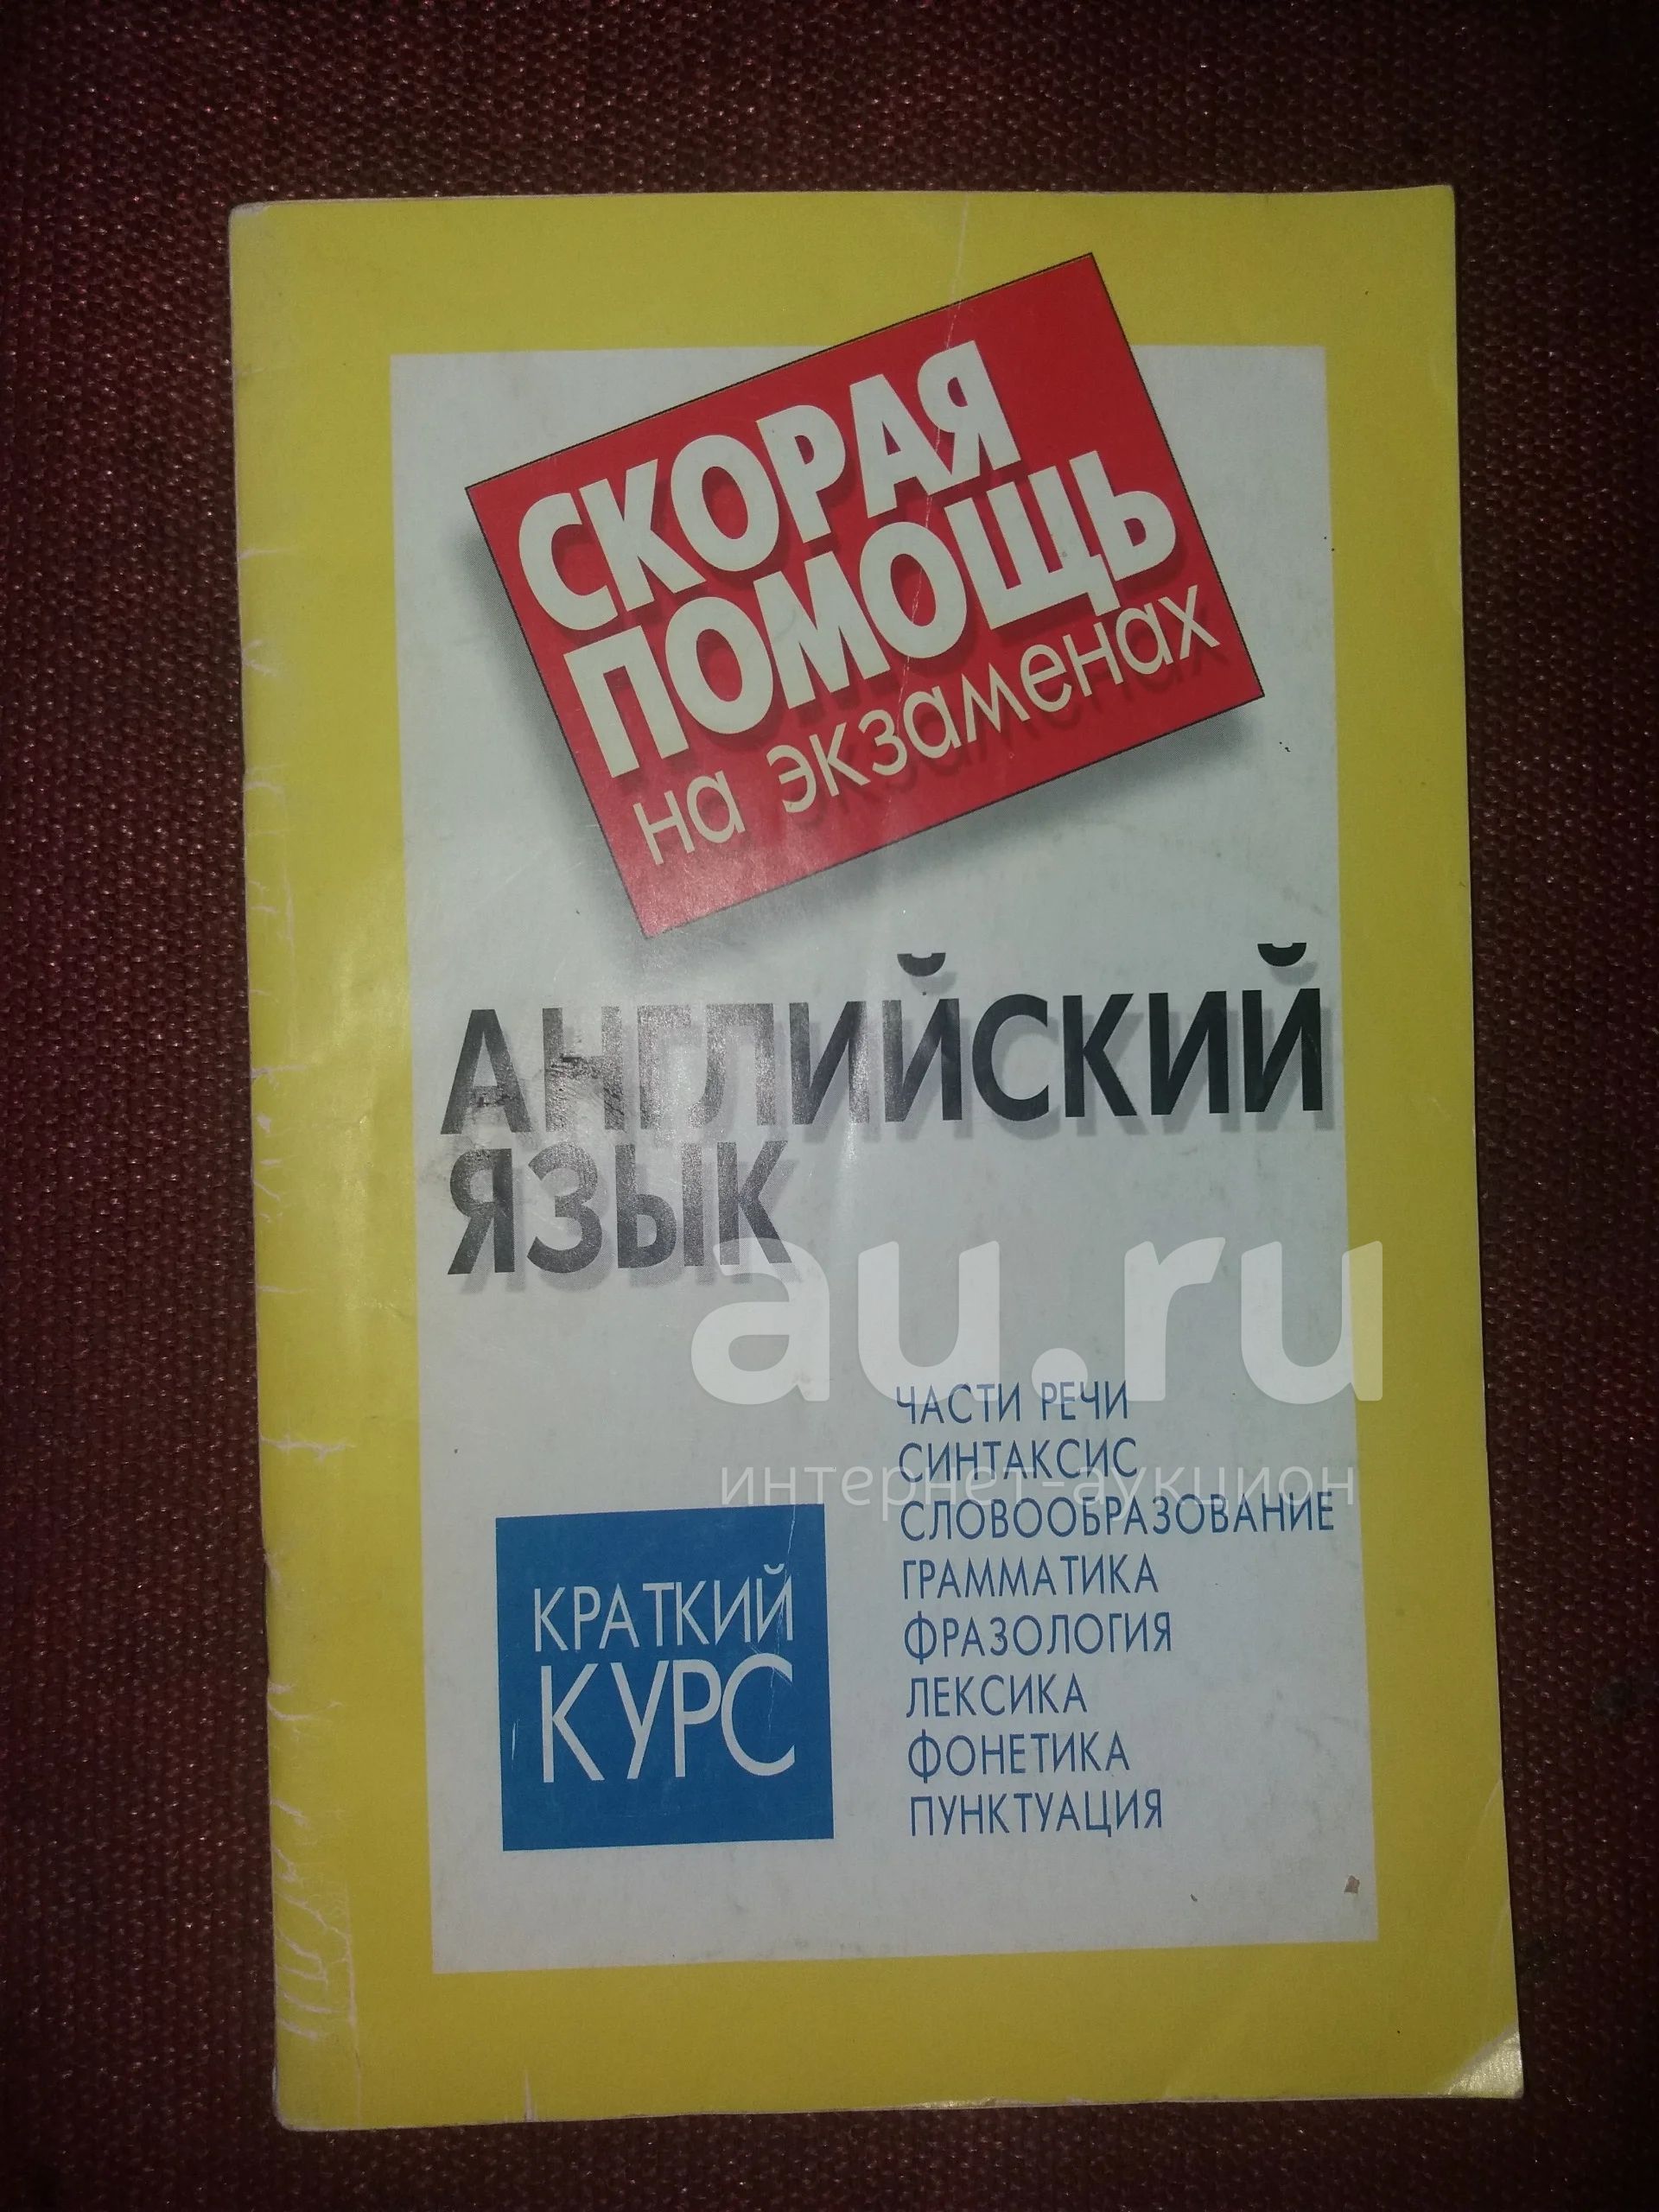 СКОРАЯ
ПОМОЩЬ
на экзаменах
АНГЛИЙСКИЙ
ЯЗЫК
au.ru
интернет-аукцион
КРАТКИЙ
КУРС
ЧАСТИ РЕЧИ
СИНТАКСИС
СЛОВООБРАЗОВАНИЕ
ГРАММАТИКА
ФРАЗОЛОГИЯ
ЛЕКСИКА
ФОНЕТИКА
ПУНКТУАЦИЯ